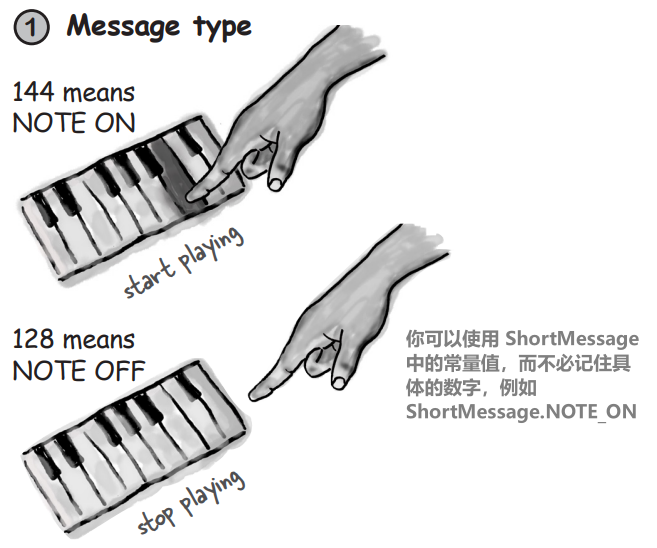 1 Message type
144 means
NOTE ON
start playing
128 means
NOTE OFF
stop playing
你可以使用 ShortMessage
中的常量值，而不必记住具
体的数字，例如
ShortMessage.NOTE_ON